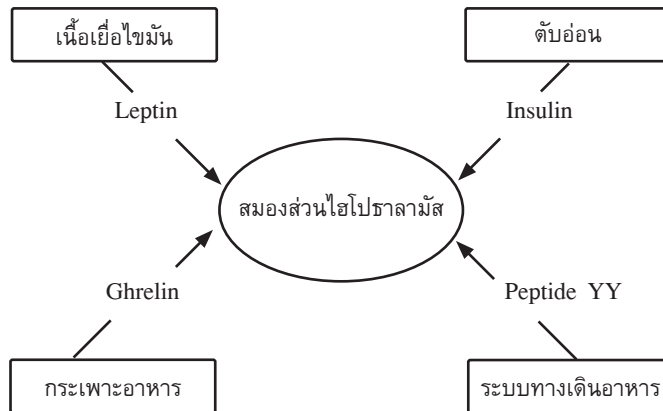 เนื้อเยื่อไขมัน
ตับอ่อน
Leptin
Insulin
สมองส่วนไฮโปธาลามัส
Ghrelin
Peptide YY
กระเพาะอาหาร
ระบบทางเดินอาหาร